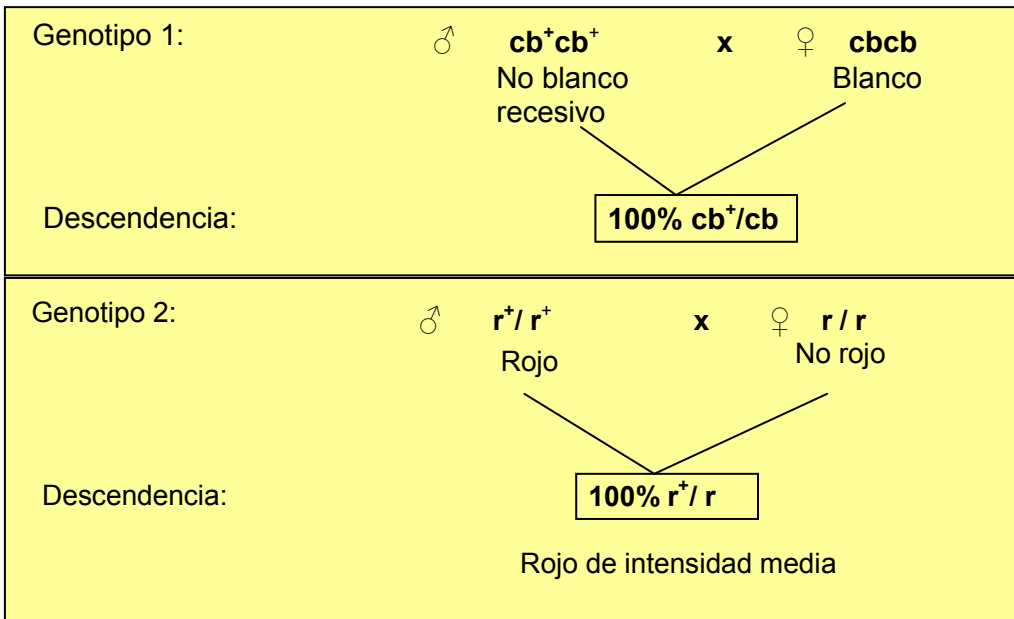 Genotipo 1: ♂ cb⁺cb⁺ x ♀ cbcb
No blanco recesivo Blanco
Descendencia: 100% cb⁺/cb
Genotipo 2: ♂ r⁺/ r⁺ x ♀ r / r
Rojo No rojo
Descendencia: 100% r⁺/ r
Rojo de intensidad media